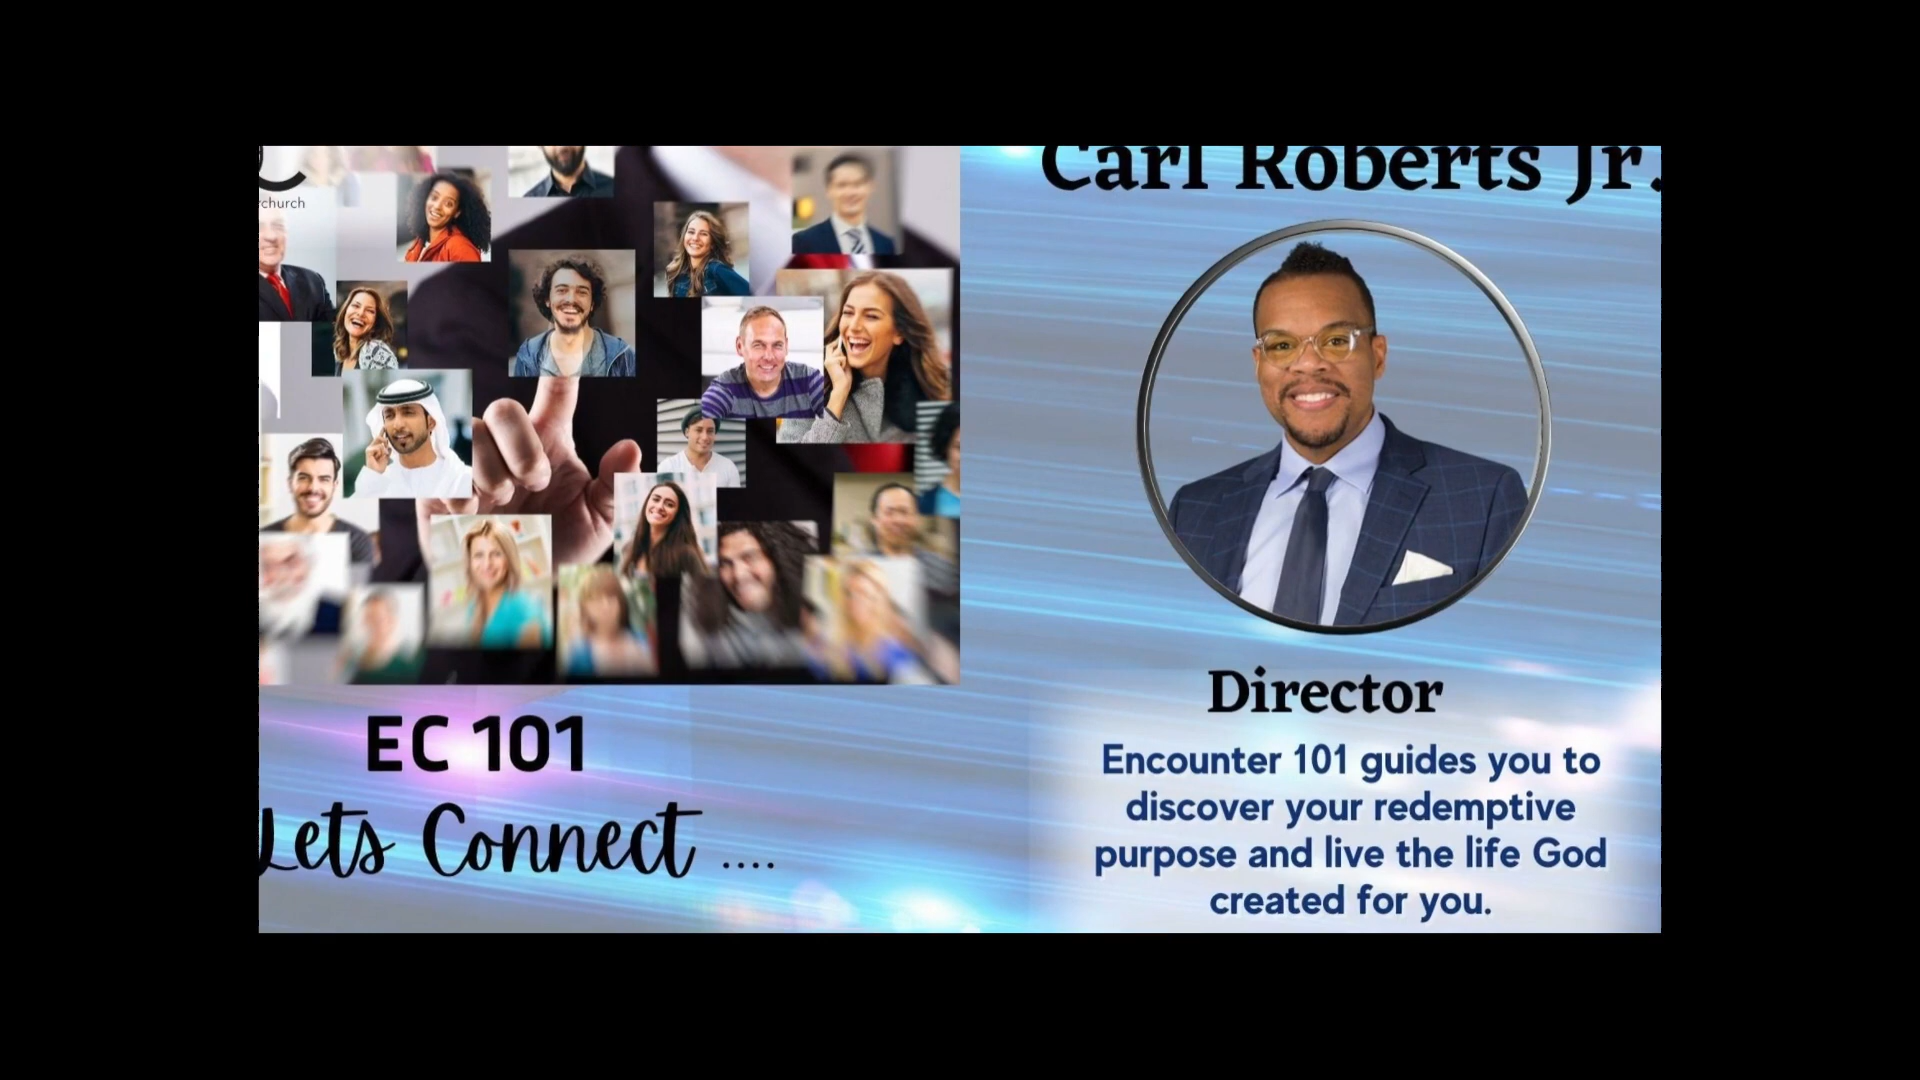 church
EC 101
Lets Connect ....
Carl Roberts Jr.
Director
Encounter 101 guides you to
discover your redemptive
purpose and live the life God
created for you.